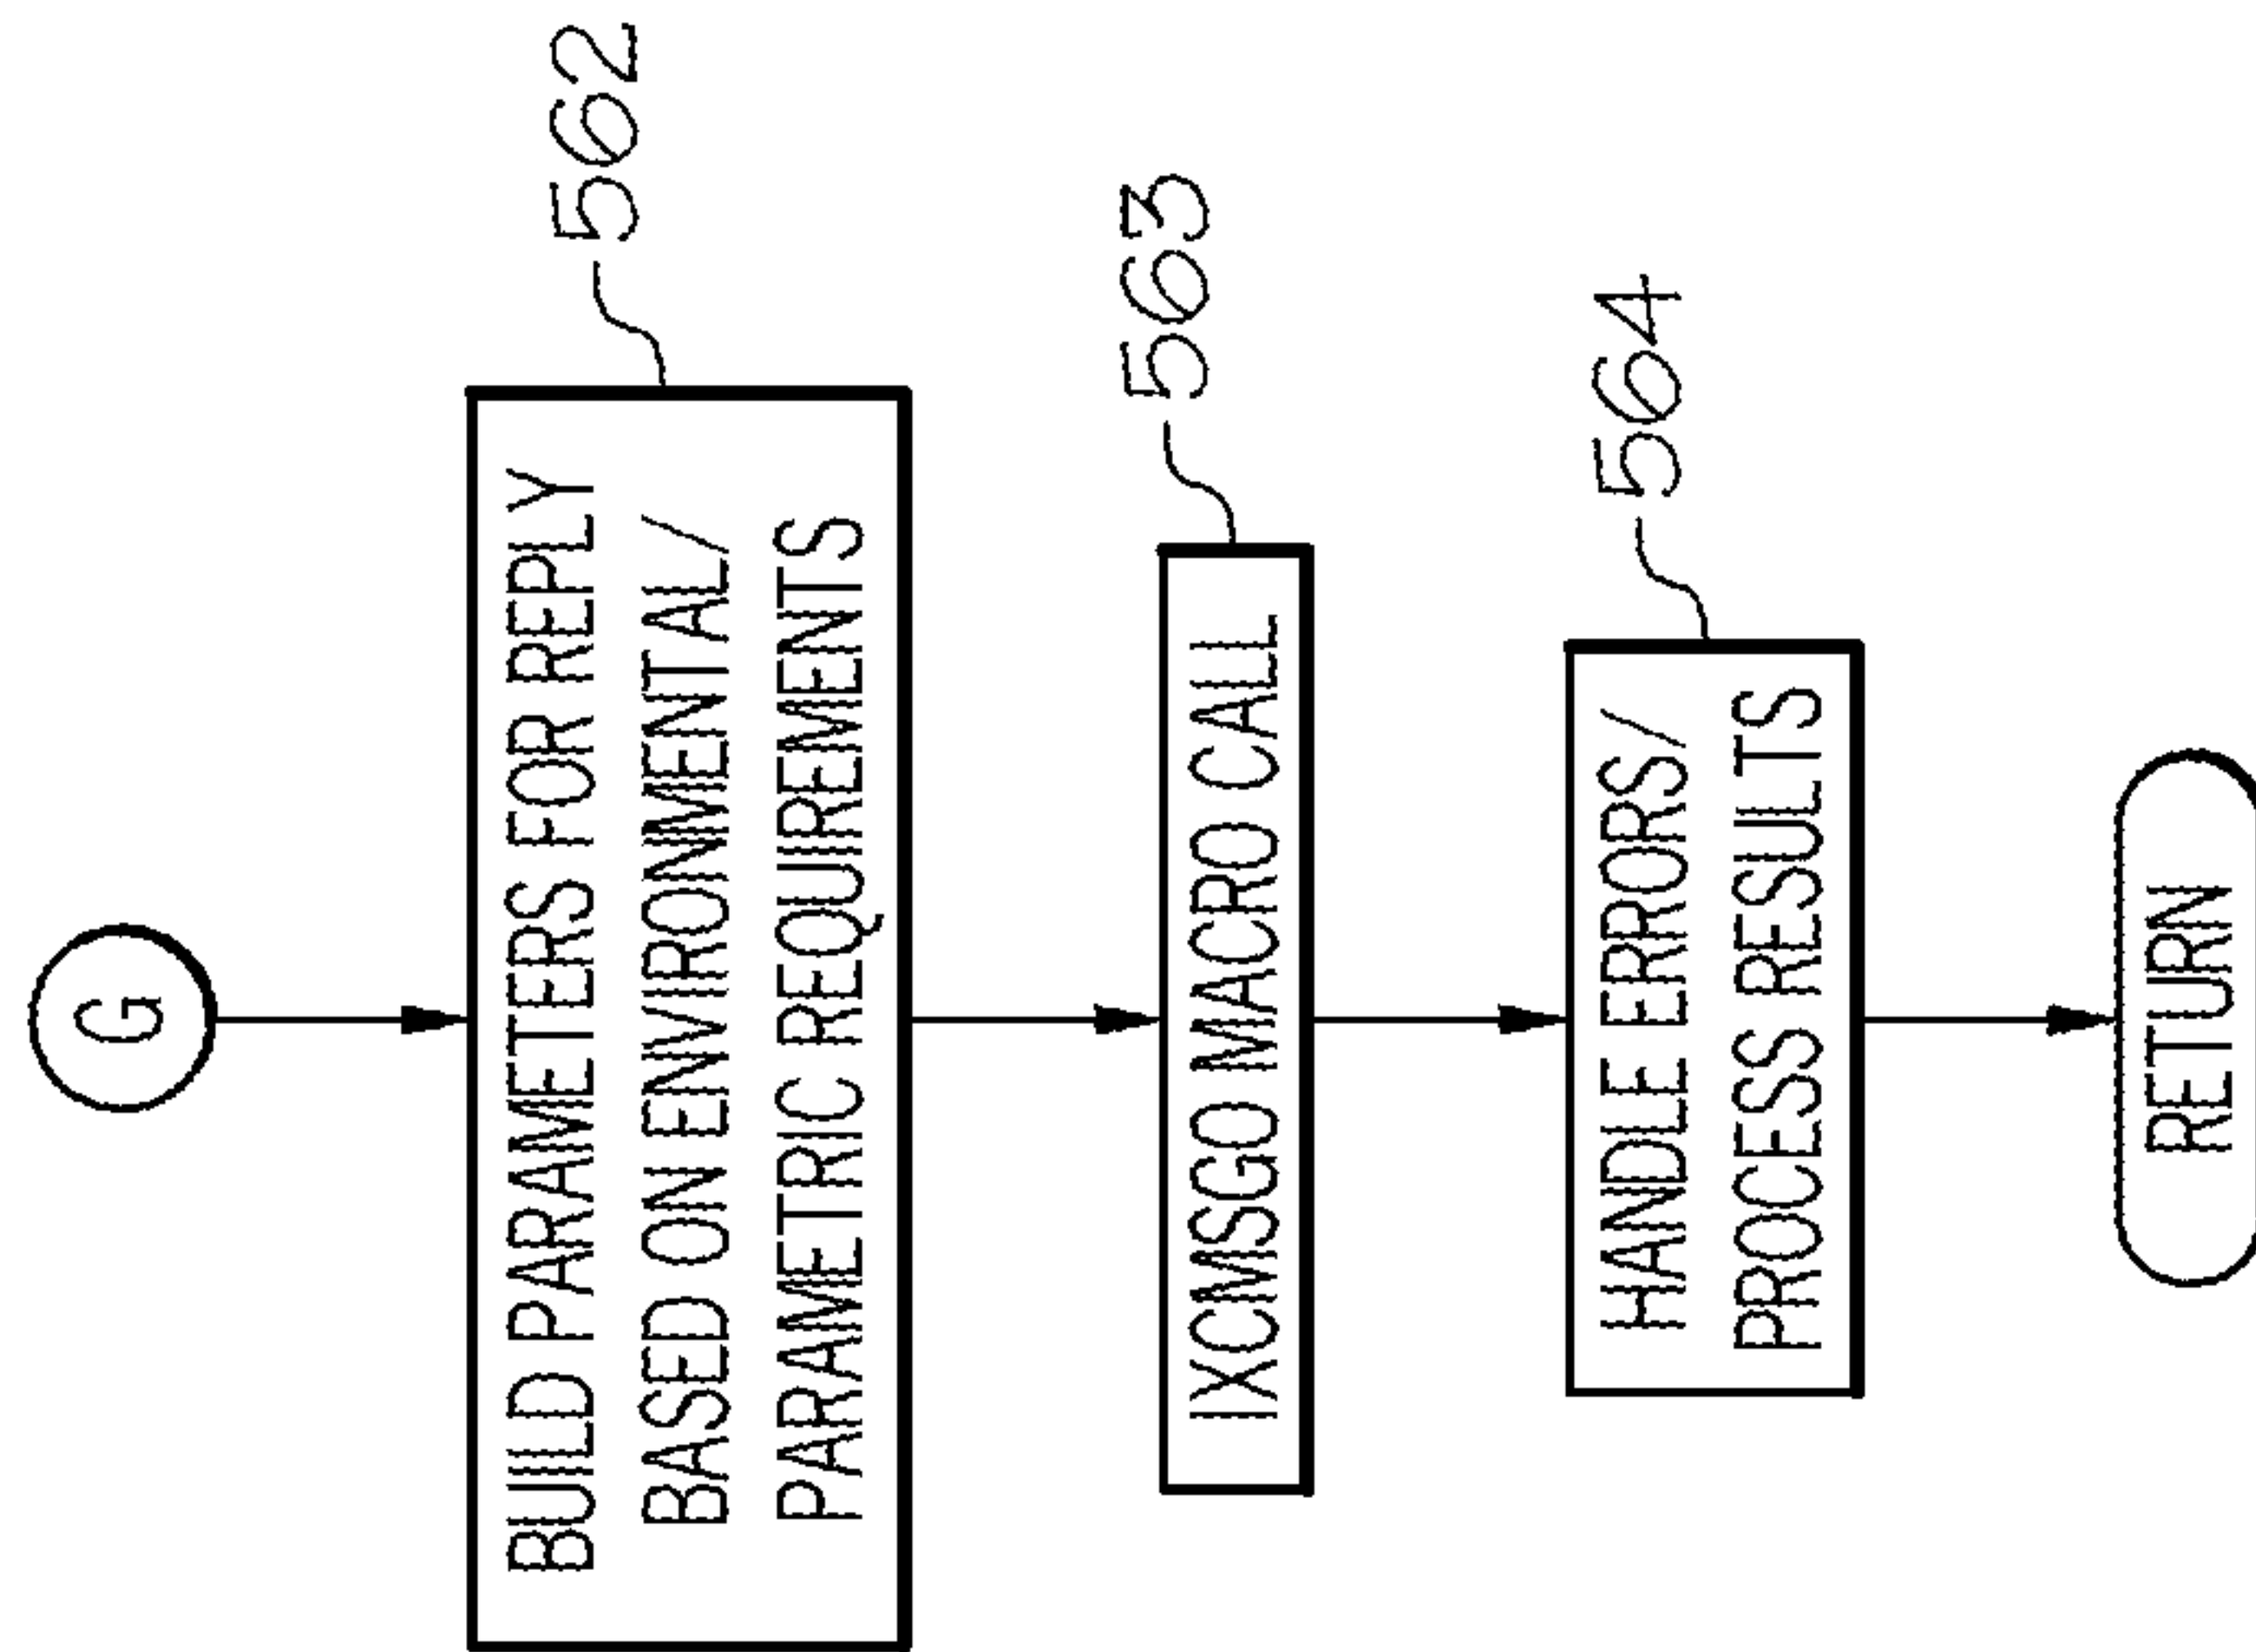 G
BUILD PARAMETERS FOR REPLY
BASED ON ENVIRONMENTAL/
PARAMETRIC REQUIREMENTS
562
IXCMSGO MACRO CALL
563
HANDLE ERRORS/
PROCESS RESULTS
564
RETURN